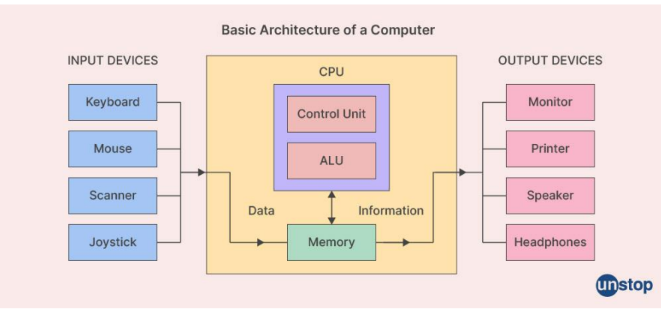 Basic Architecture of a Computer
INPUT DEVICES
Keyboard
Mouse
Scanner
Joystick
CPU
Control Unit
ALU
Data
Information
Memory
OUTPUT DEVICES
Monitor
Printer
Speaker
Headphones
unstop